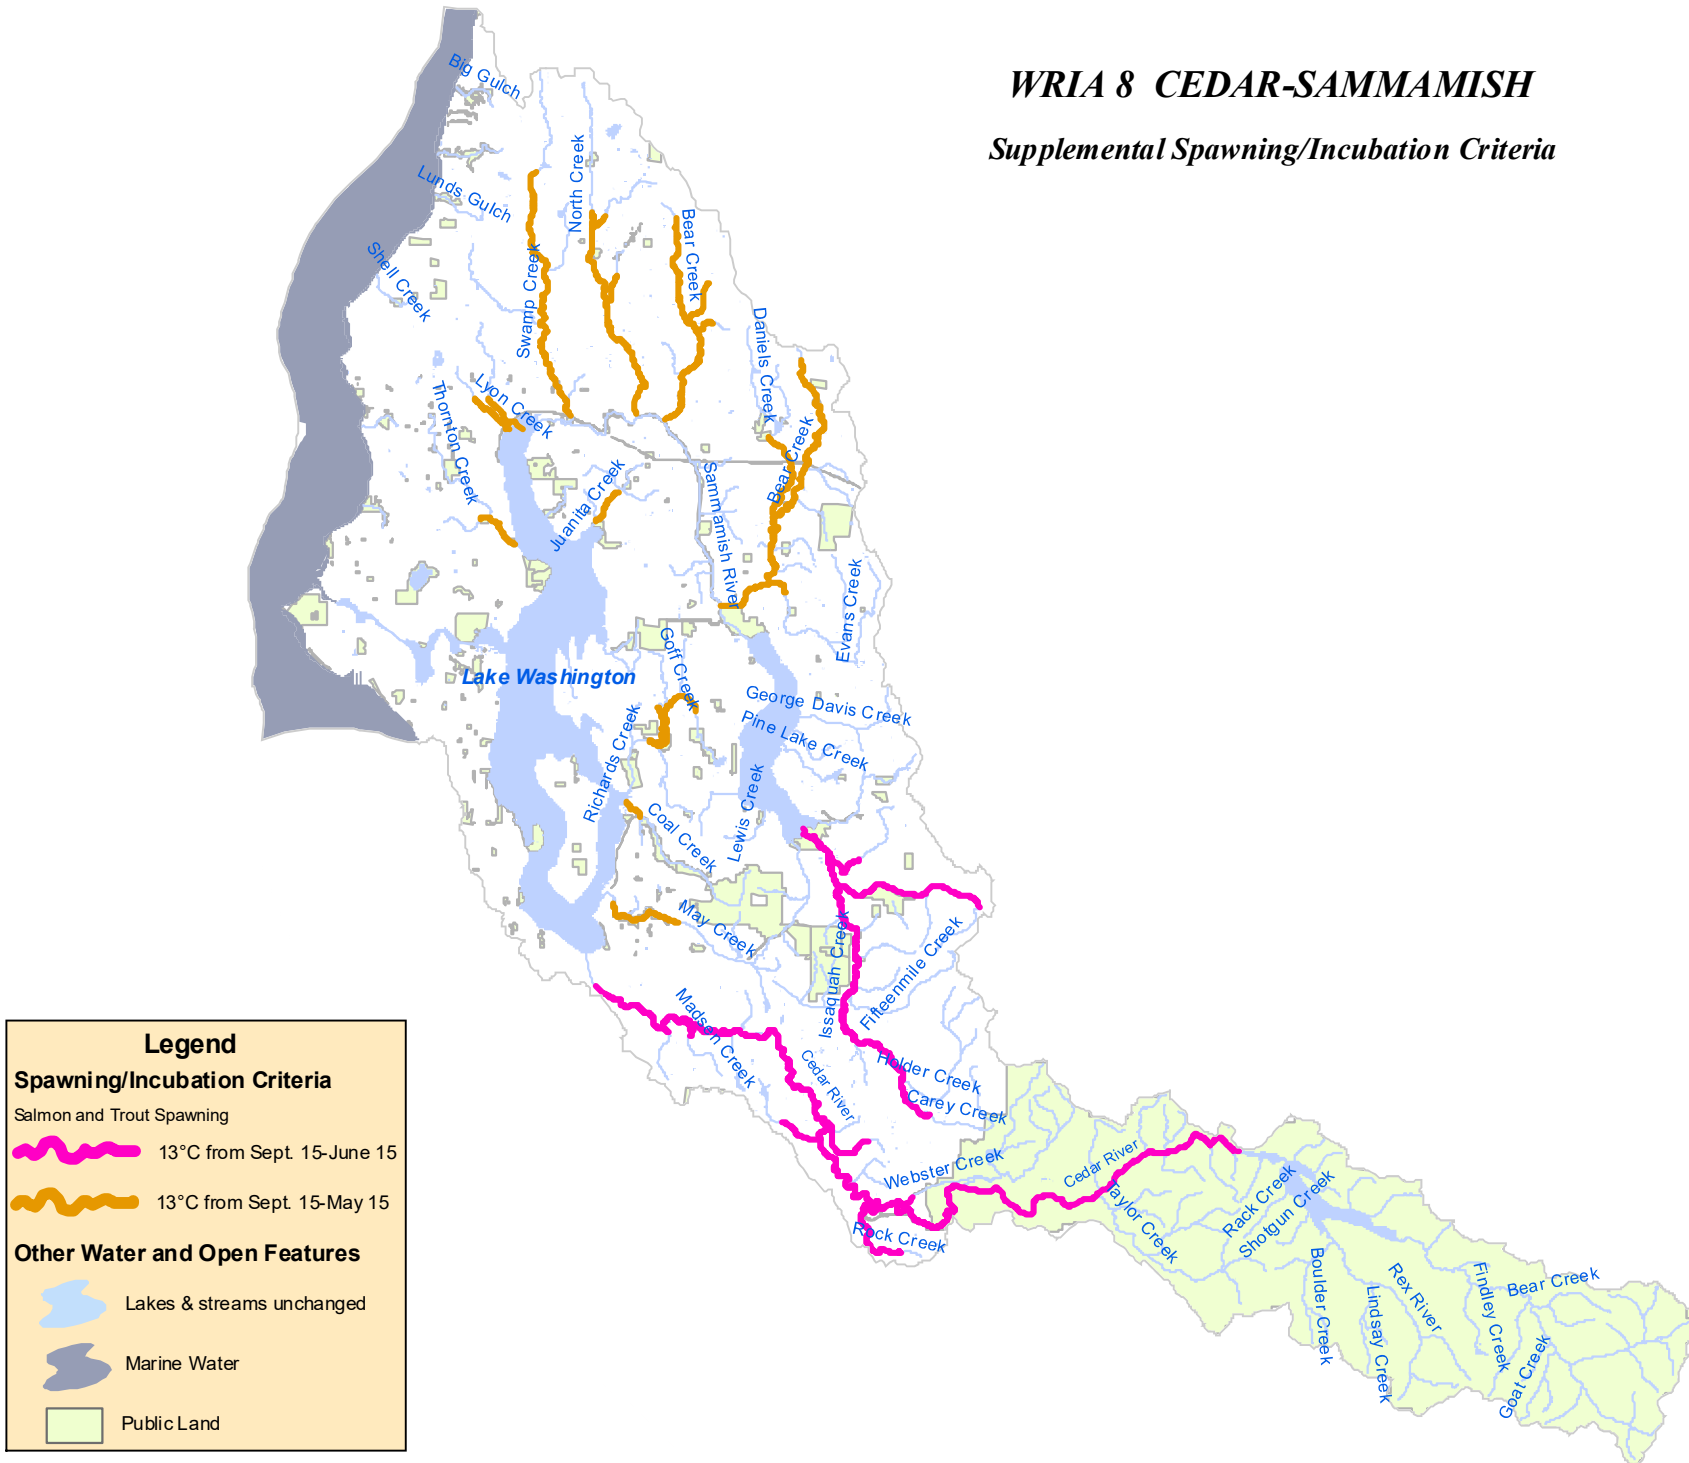 WRIA 8 CEDAR-SAMMAMISH
Supplemental Spawning/Incubation Criteria
Big Gulch
Lunds Gulch
Shell Creek
North Creek
Swamp Creek
Bear Creek
Daniels Creek
Lyon Creek
Thornton Creek
Juanita Creek
Sammamish River
Bear Creek
Evans Creek
Lake Washington
Goff Creek
George Davis Creek
Pine Lake Creek
Richards Creek
Lewis Creek
Coal Creek
May Creek
Issaquah Creek
Fifteenmile Creek
Madsen Creek
Cedar River
Holder Creek
Carey Creek
Webster Creek
Cedar River
Rock Creek
Taylor Creek
Rack Creek
Shotgun Creek
Boulder Creek
Lindsay Creek
Rex River
Findley Creek
Bear Creek
Goat Creek
Legend
Spawning/Incubation Criteria
Salmon and Trout Spawning
13°C from Sept. 15-June 15
13°C from Sept. 15-May 15
Other Water and Open Features
Lakes & streams unchanged
Marine Water
Public Land